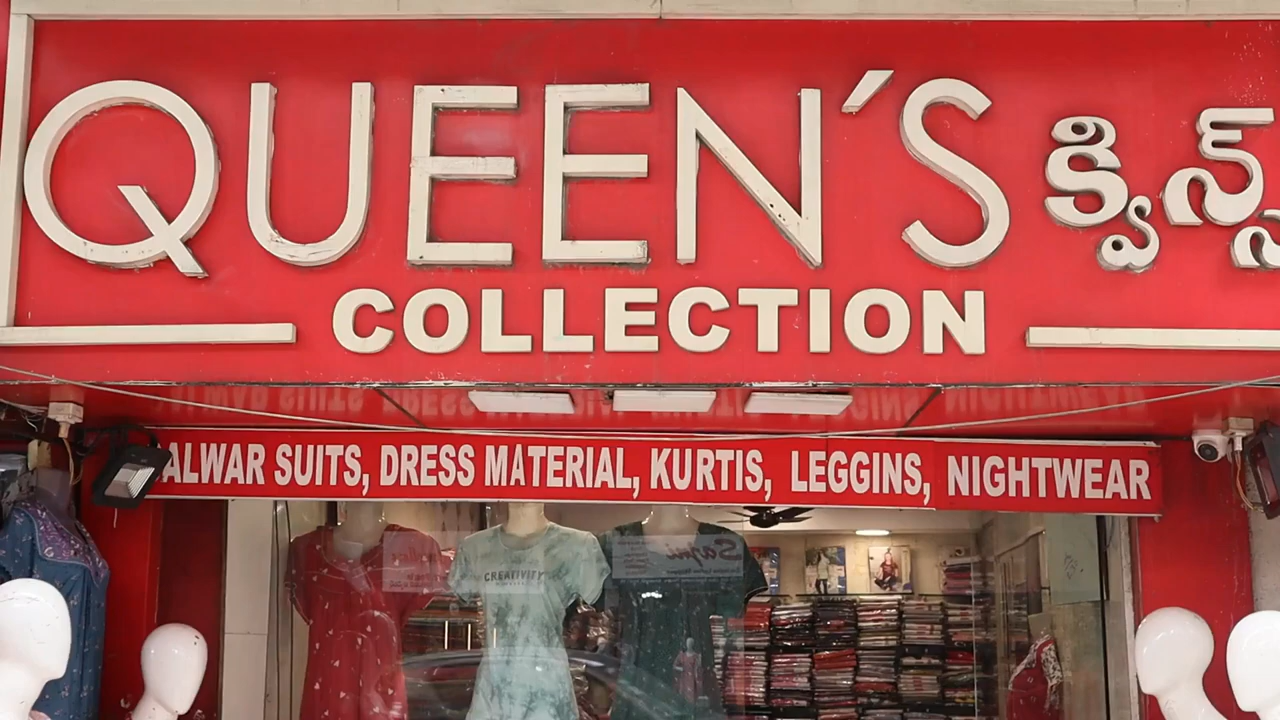 QUEEN'S క్వీన్స్
COLLECTION
ALWAR SUITS, DRESS MATERIAL, KURTIS, LEGGINS, NIGHTWEAR
CREATIVITY